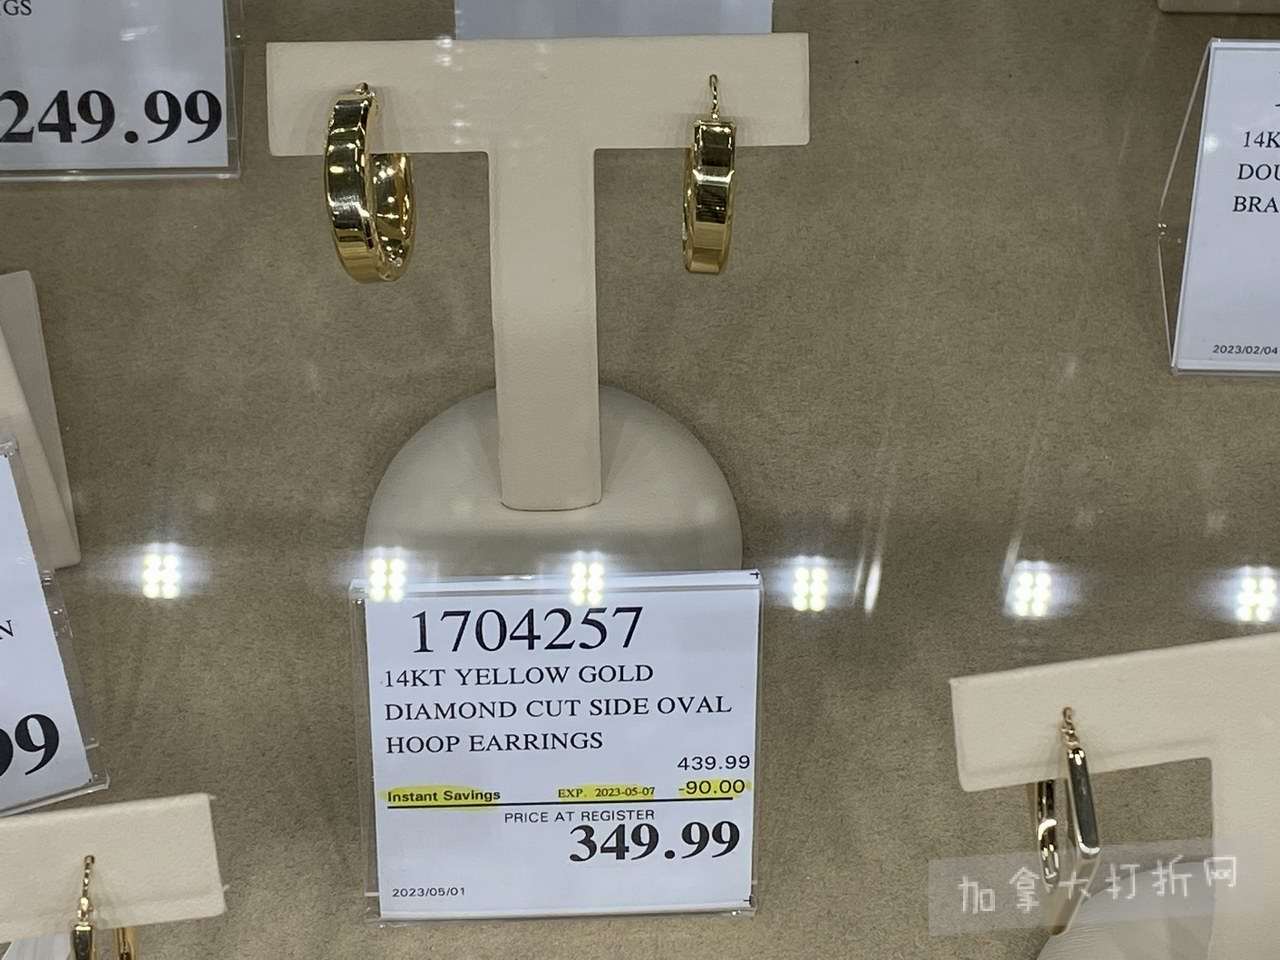 GS
249.99
14K
DOU
BRA
2023/02/04
1704257
14KT YELLOW GOLD
DIAMOND CUT SIDE OVAL
HOOP EARRINGS
439.99
Instant Savings EXP. 2023-05-07 -90.00
PRICE AT REGISTER
349.99
2023/05/01
N
99
加拿大打折网